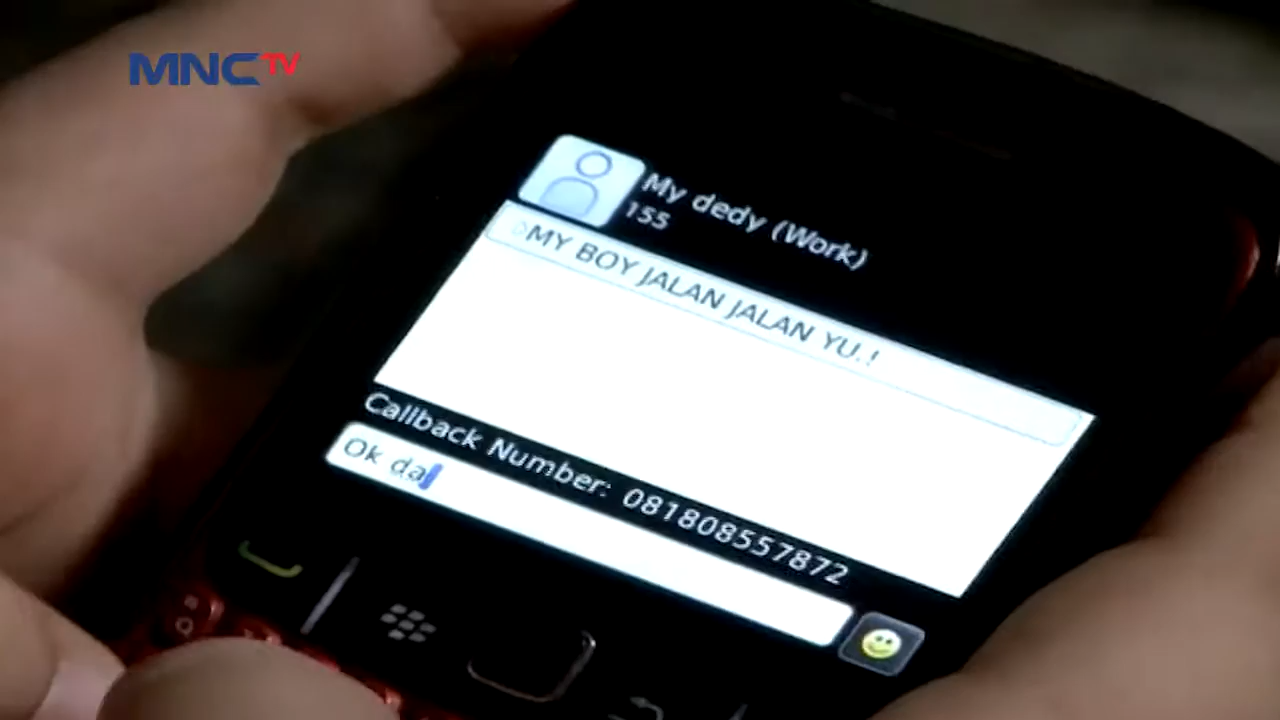 MNCTV
My dedy (Work)
155
MY BOY JALAN JALAN YU.!
Callback Number: 081808557872
Ok da